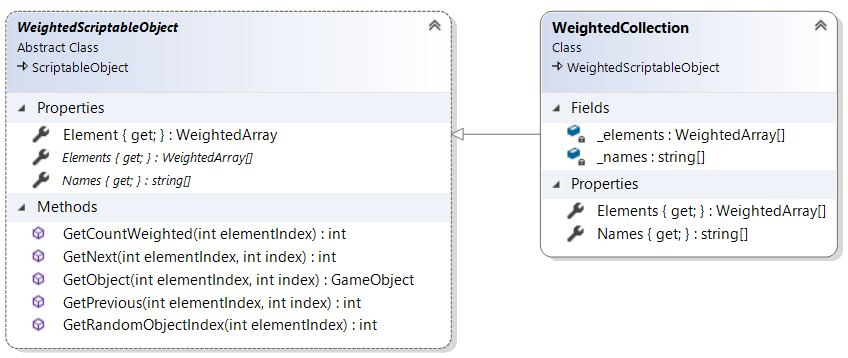 WeightedScriptableObject
Abstract Class
ScriptableObject
Properties
Element { get; } : WeightedArray
Elements { get; } : WeightedArray[]
Names { get; } : string[]
Methods
GetCountWeighted(int elementIndex) : int
GetNext(int elementIndex, int index) : int
GetObject(int elementIndex, int index) : GameObject
GetPrevious(int elementIndex, int index) : int
GetRandomObjectIndex(int elementIndex) : int
WeightedCollection
Class
WeightedScriptableObject
Fields
_elements : WeightedArray[]
_names : string[]
Properties
Elements { get; } : WeightedArray[]
Names { get; } : string[]